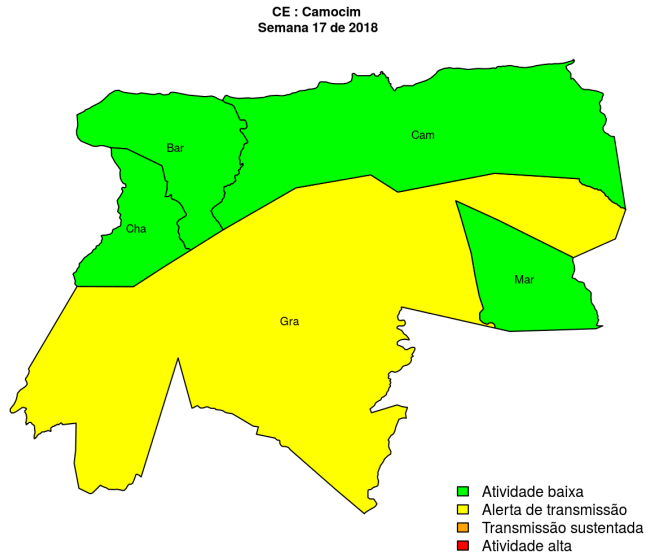 CE : Camocim
Semana 17 de 2018
Cam
Bar
Cha
Mar
Gra
Atividade baixa
Alerta de transmissão
Transmissão sustentada
Atividade alta